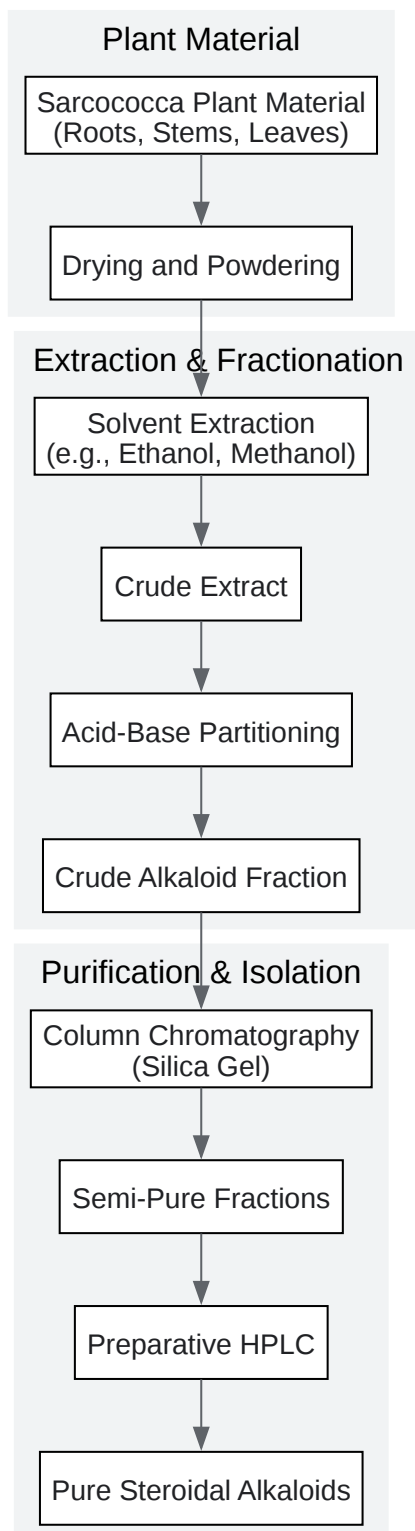 Plant Material
Sarcococca Plant Material
(Roots, Stems, Leaves)
Drying and Powdering
Extraction & Fractionation
Solvent Extraction
(e.g., Ethanol, Methanol)
Crude Extract
Acid-Base Partitioning
Crude Alkaloid Fraction
Purification & Isolation
Column Chromatography
(Silica Gel)
Semi-Pure Fractions
Preparative HPLC
Pure Steroidal Alkaloids